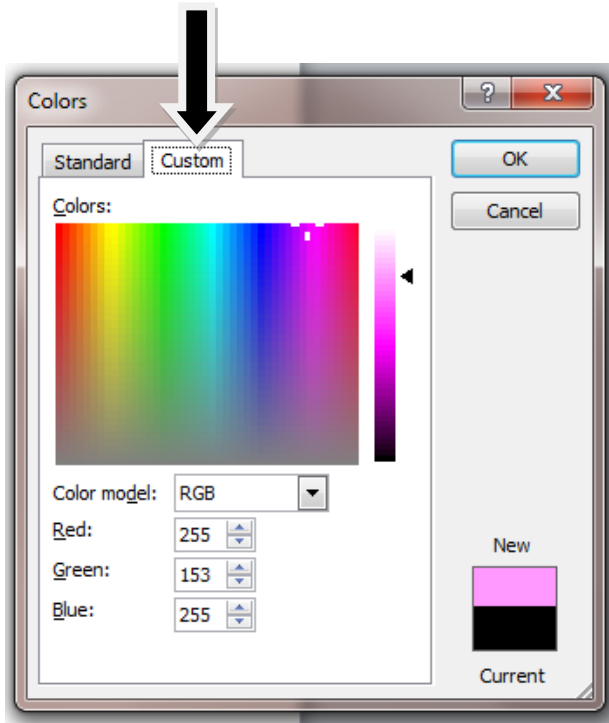 Colors
?
X
Standard
Custom
OK
Colors:
Cancel
Color model: RGB
Red: 255
Green: 153
Blue: 255
New
Current